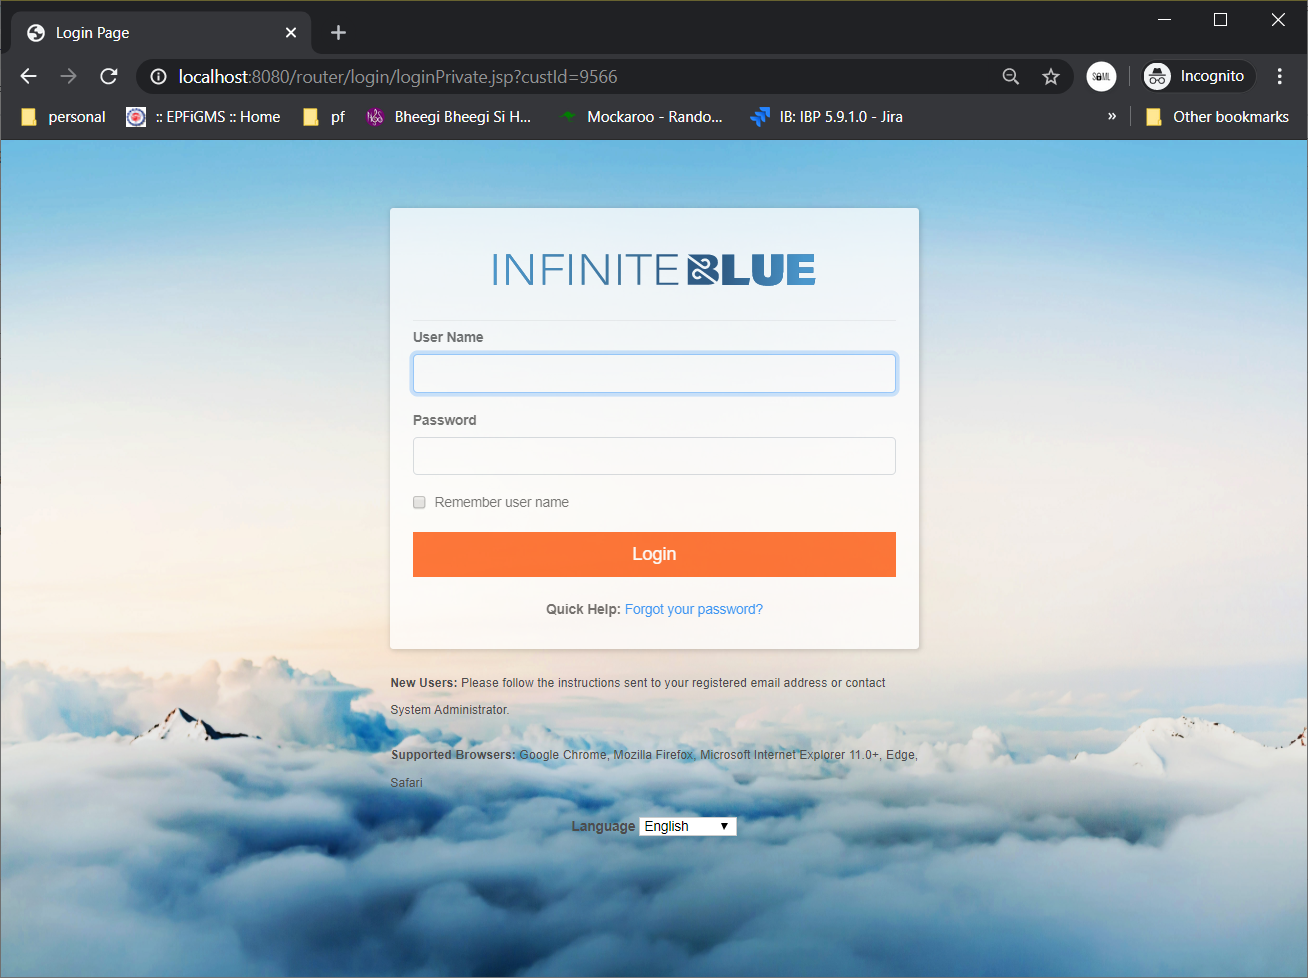 Login Page
localhost:8080/router/login/loginPrivate.jsp?custId=9566
SAML
Incognito
personal
:: EPFiGMS :: Home
pf
Bheegi Bheegi Si H...
Mockaroo - Rando...
IB: IBP 5.9.1.0 - Jira
»
Other bookmarks
INFINITEBLUE
User Name
Password
Remember user name
Login
Quick Help: Forgot your password?
New Users: Please follow the instructions sent to your registered email address or contact
System Administrator.
Supported Browsers: Google Chrome, Mozilla Firefox, Microsoft Internet Explorer 11.0+, Edge,
Safari
Language English